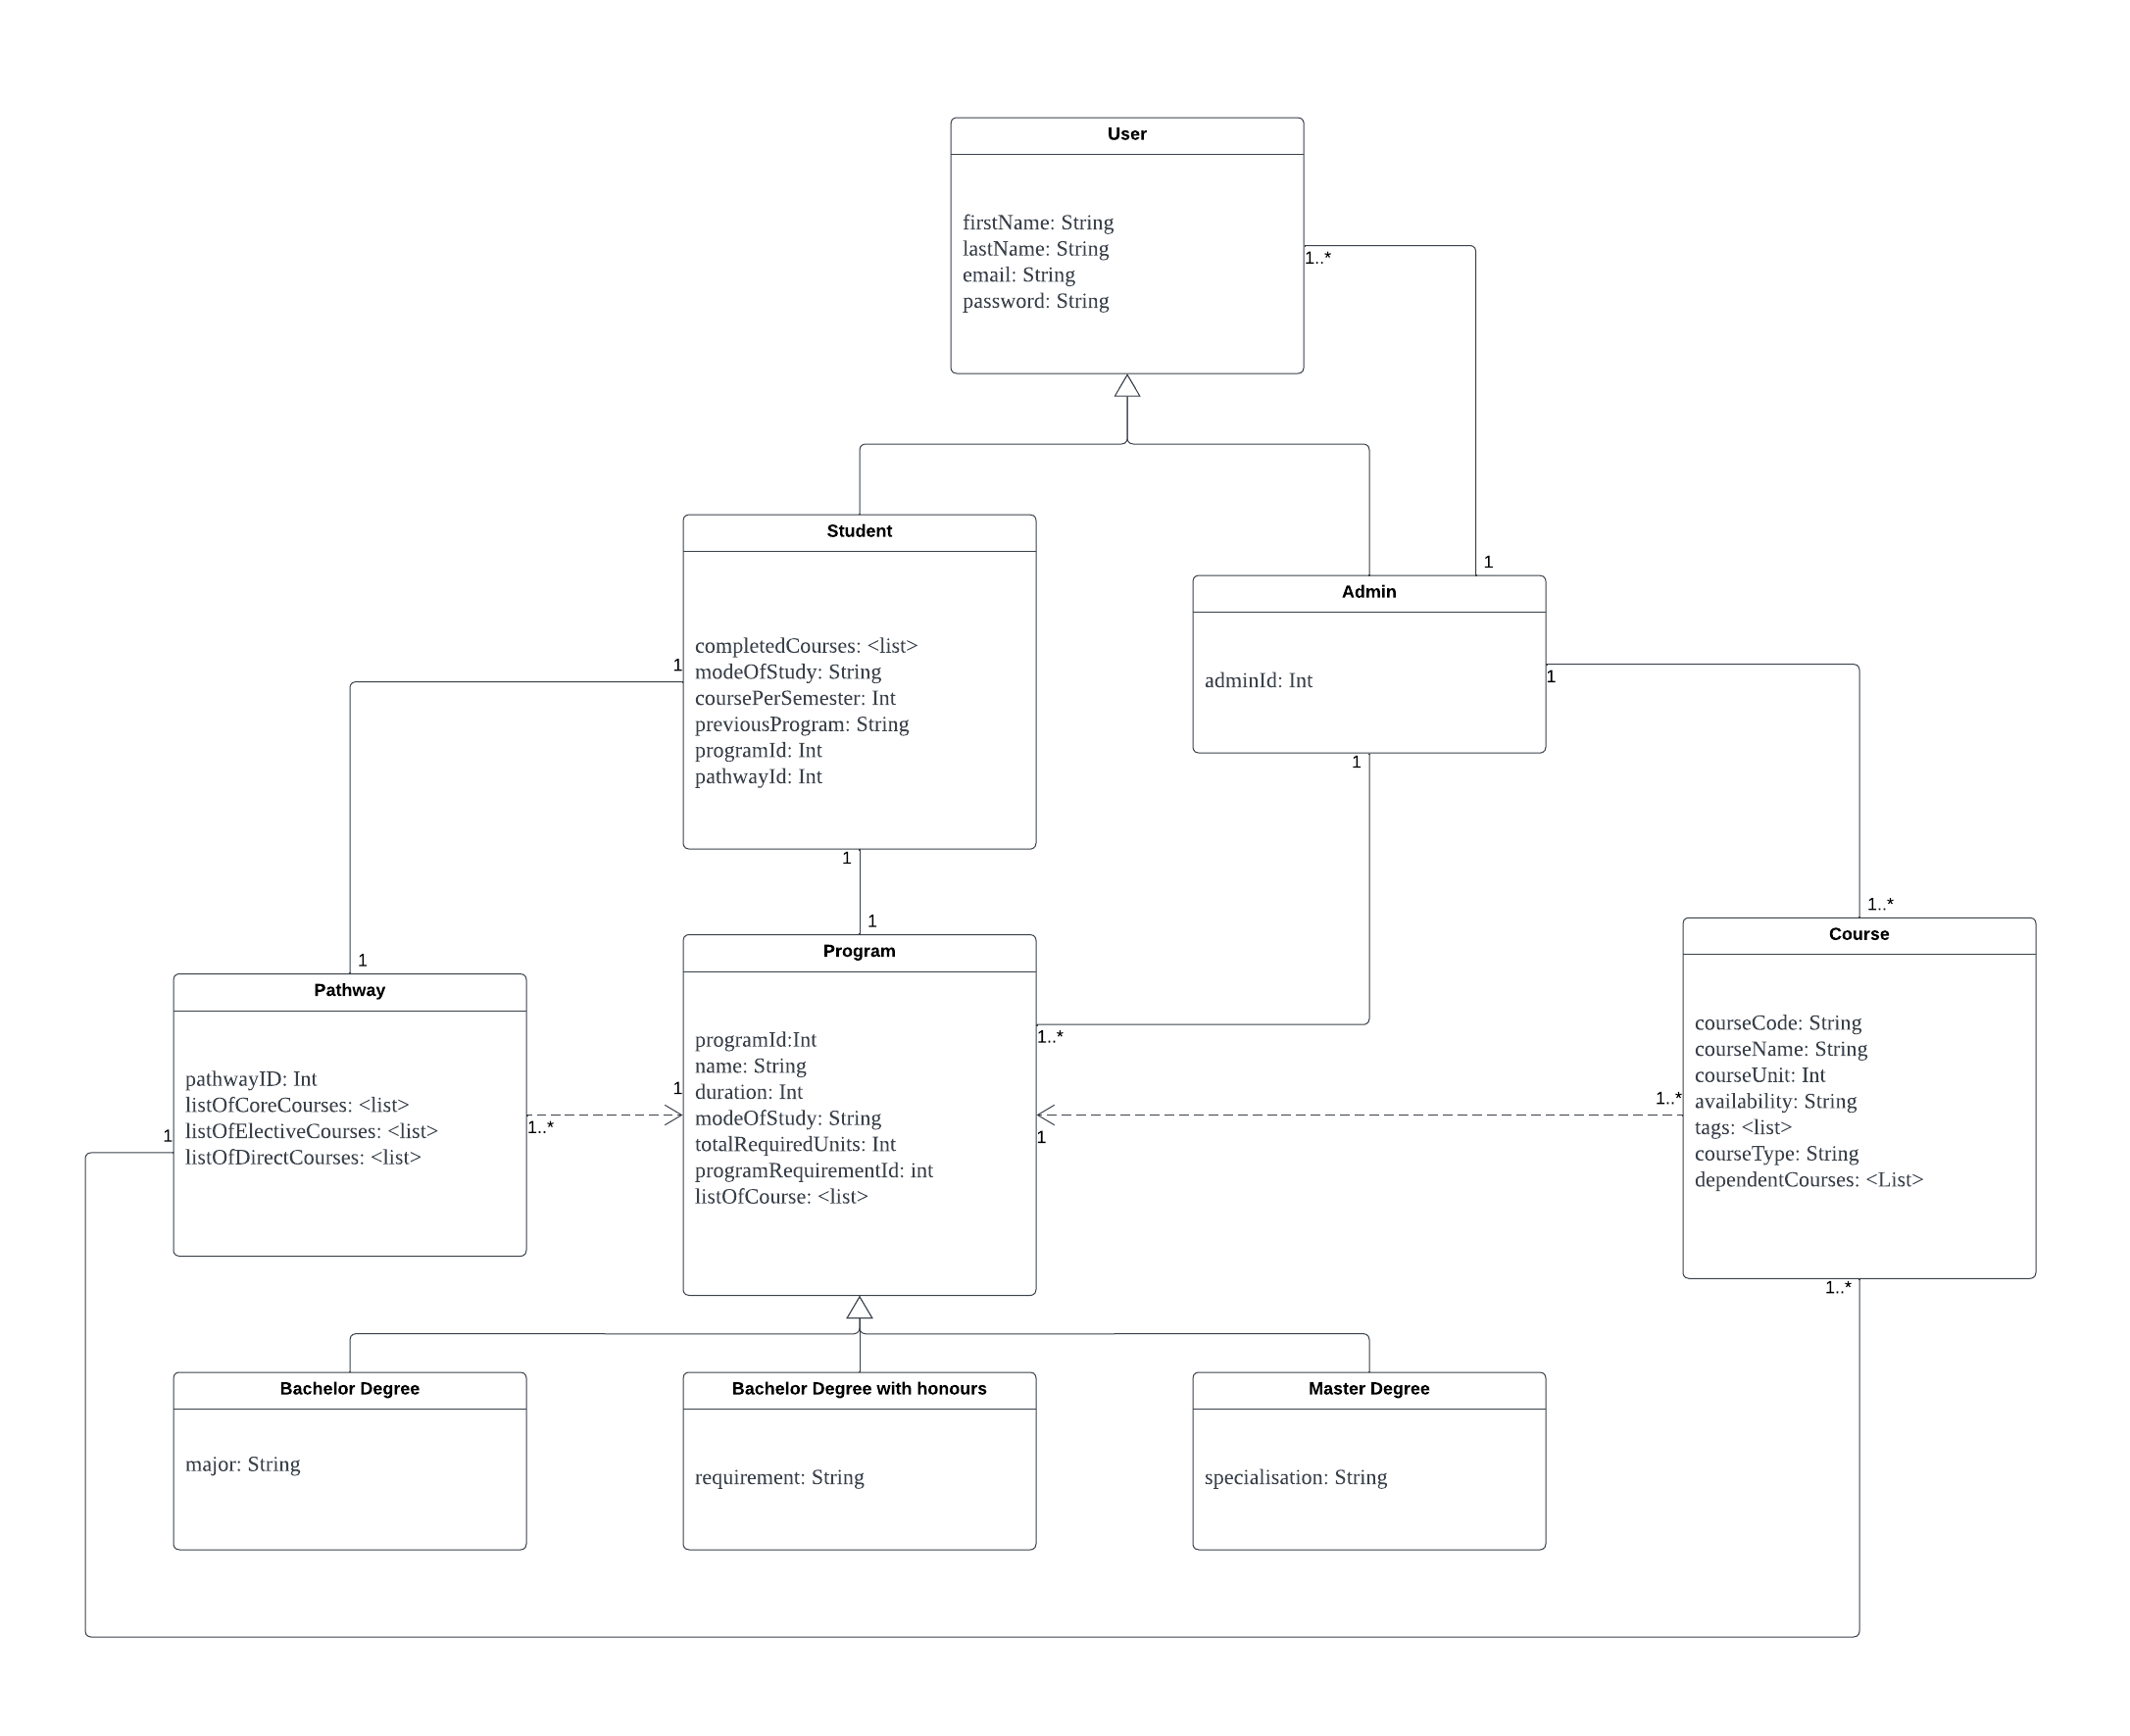 User
firstName: String
lastName: String
email: String
password: String
1..*
1
Student
completedCourses: <list>
modeOfStudy: String
coursePerSemester: Int
previousProgram: String
programId: Int
pathwayId: Int
1
1
Admin
adminId: Int
1
1
1..*
1
1
Pathway
pathwayID: Int
listOfCoreCourses: <list>
listOfElectiveCourses: <list>
listOfDirectCourses: <list>
1
1..*
Program
programId:Int
name: String
duration: Int
modeOfStudy: String
totalRequiredUnits: Int
programRequirementId: int
listOfCourse: <list>
1
1..*
1
Course
courseCode: String
courseName: String
courseUnit: Int
availability: String
tags: <list>
courseType: String
dependentCourses: <List>
1..*
1..*
Bachelor Degree
major: String
Bachelor Degree with honours
requirement: String
Master Degree
specialisation: String